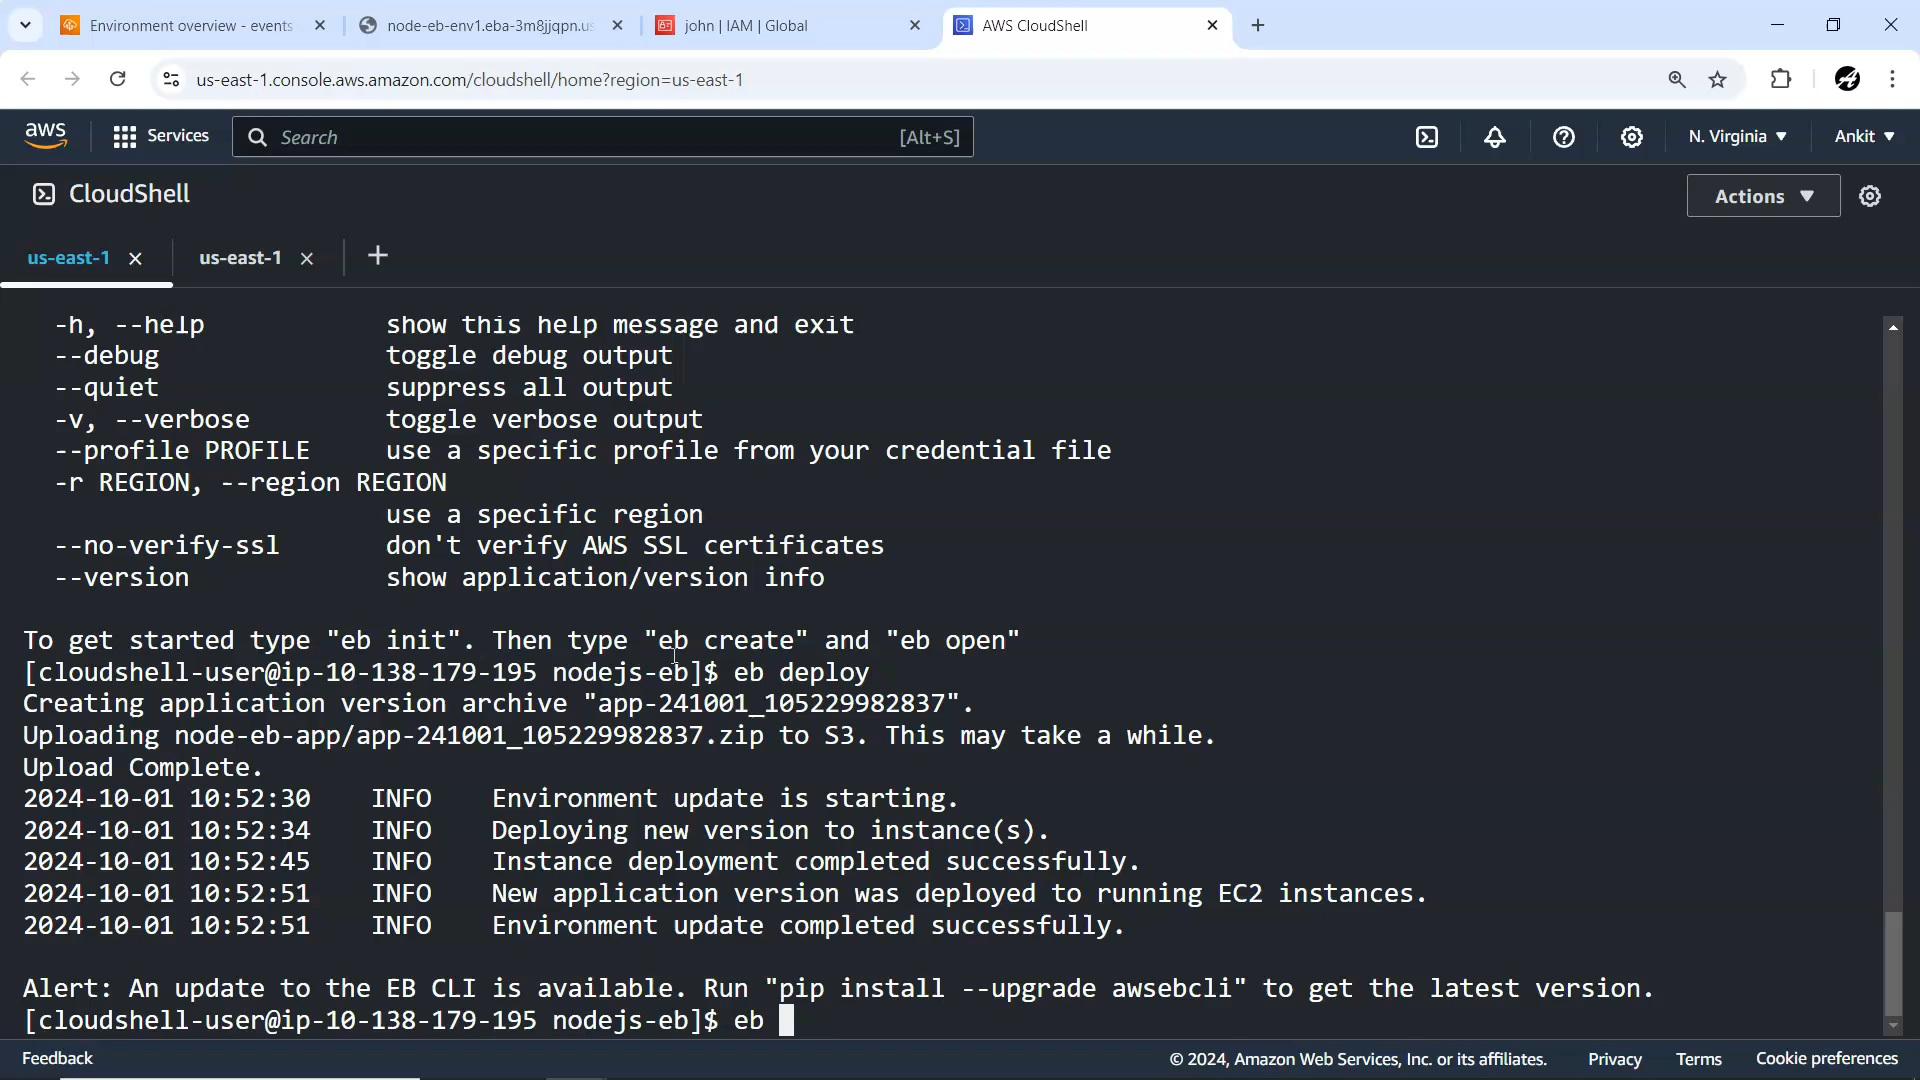 Environment overview - events
node-eb-env1.eba-3m8jjqpn.us
john | IAM | Global
AWS CloudShell
us-east-1.console.aws.amazon.com/cloudshell/home?region=us-east-1
aws
Services
Search
[Alt+S]
N. Virginia
Ankit
CloudShell
Actions
us-east-1
us-east-1
-h, --help show this help message and exit
--debug toggle debug output
--quiet suppress all output
-v, --verbose toggle verbose output
--profile PROFILE use a specific profile from your credential file
-r REGION, --region REGION
use a specific region
--no-verify-ssl don't verify AWS SSL certificates
--version show application/version info
To get started type "eb init". Then type "eb create" and "eb open"
[cloudshell-user@ip-10-138-179-195 nodejs-eb]$ eb deploy
Creating application version archive "app-241001_105229982837".
Uploading node-eb-app/app-241001_105229982837.zip to S3. This may take a while.
Upload Complete.
2024-10-01 10:52:30 INFO Environment update is starting.
2024-10-01 10:52:34 INFO Deploying new version to instance(s).
2024-10-01 10:52:45 INFO Instance deployment completed successfully.
2024-10-01 10:52:51 INFO New application version was deployed to running EC2 instances.
2024-10-01 10:52:51 INFO Environment update completed successfully.
Alert: An update to the EB CLI is available. Run "pip install --upgrade awsebcli" to get the latest version.
[cloudshell-user@ip-10-138-179-195 nodejs-eb]$ eb
Feedback
© 2024, Amazon Web Services, Inc. or its affiliates.
Privacy
Terms
Cookie preferences